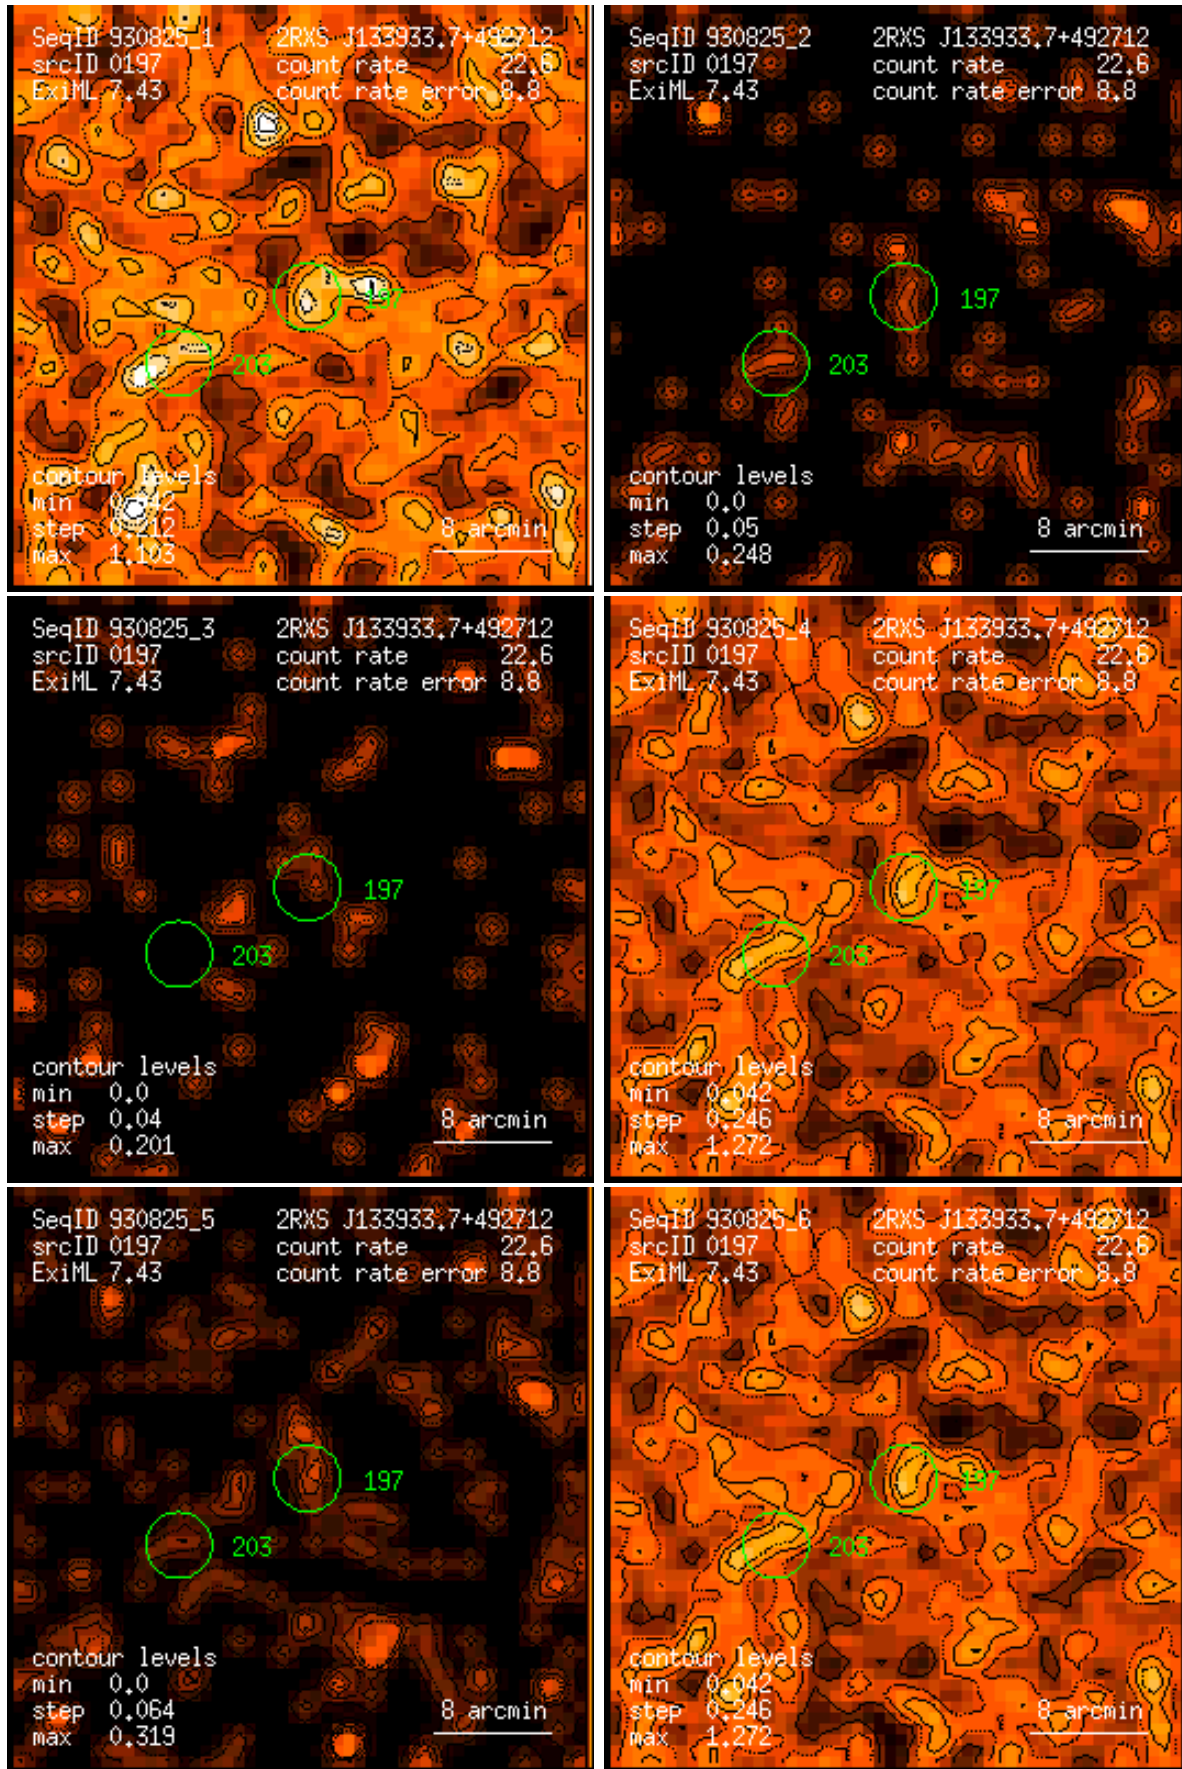 SeqID 930825_1 2RXS J133933.7+492712
srcID 0197 count rate 22.6
ExiML 7.43 count rate error 8.8
197
203
contour levels
min 0.042
step 0.212 8 arcmin
max 1.103
SeqID 930825_2 2RXS J133933.7+492712
srcID 0197 count rate 22.6
ExiML 7.43 count rate error 8.8
197
203
contour levels
min 0.0
step 0.05 8 arcmin
max 0.248
SeqID 930825_3 2RXS J133933.7+492712
srcID 0197 count rate 22.6
ExiML 7.43 count rate error 8.8
197
203
contour levels
min 0.0
step 0.04 8 arcmin
max 0.201
SeqID 930825_4 2RXS J133933.7+492712
srcID 0197 count rate 22.6
ExiML 7.43 count rate error 8.8
197
203
contour levels
min 0.042
step 0.246 8 arcmin
max 1.272
SeqID 930825_5 2RXS J133933.7+492712
srcID 0197 count rate 22.6
ExiML 7.43 count rate error 8.8
197
203
contour levels
min 0.0
step 0.064 8 arcmin
max 0.319
SeqID 930825_6 2RXS J133933.7+492712
srcID 0197 count rate 22.6
ExiML 7.43 count rate error 8.8
197
203
contour levels
min 0.042
step 0.246 8 arcmin
max 1.272